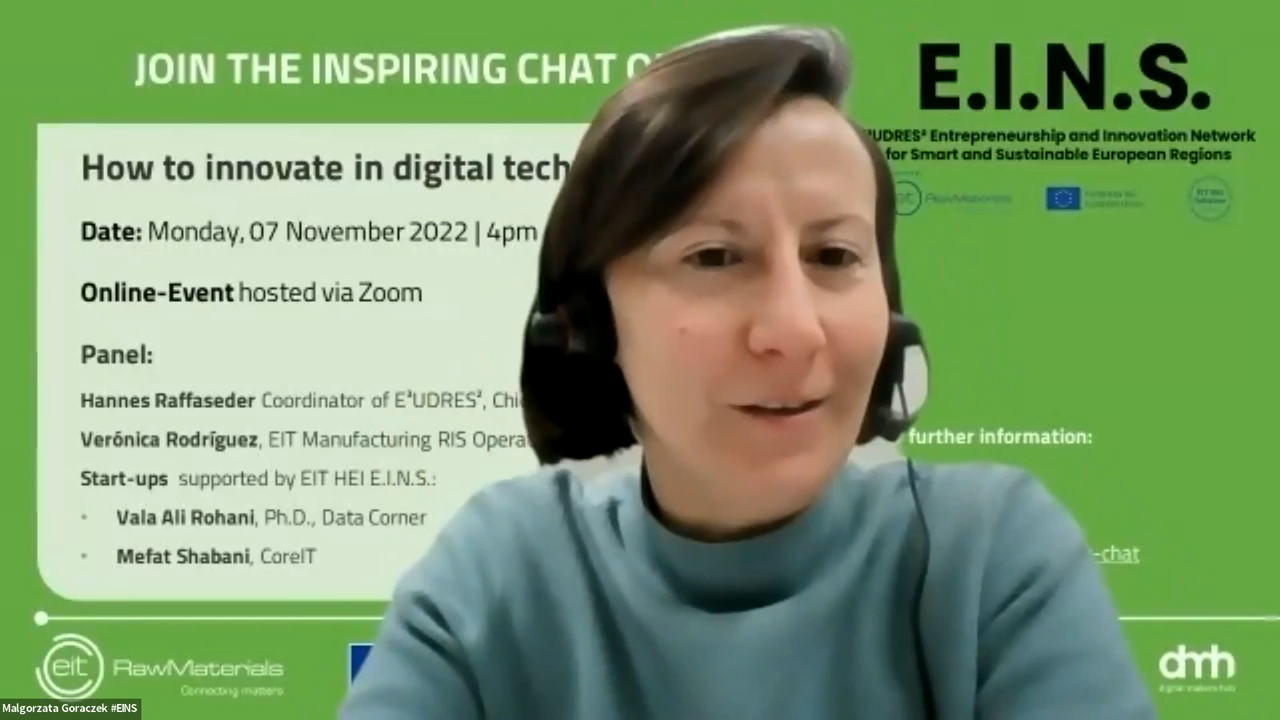 JOIN THE INSPIRING CHAT O
E.I.N.S.
³UDRES² Entrepreneurship and Innovation Network
for Smart and Sustainable European Regions
eit RawMaterials
How to innovate in digital tech
Date: Monday, 07 November 2022 | 4pm
Online-Event hosted via Zoom
Panel:
Hannes Raffaseder Coordinator of E³UDRES², Chi
Verónica Rodríguez, EIT Manufacturing RIS Opera
further information:
Start-ups supported by EIT HEI E.I.N.S.:
• Vala Ali Rohani, Ph.D., Data Corner
• Mefat Shabani, CoreIT
-chat
eit RawMaterials
Connecting matters
dmh
Malgorzata Goraczek #EINS